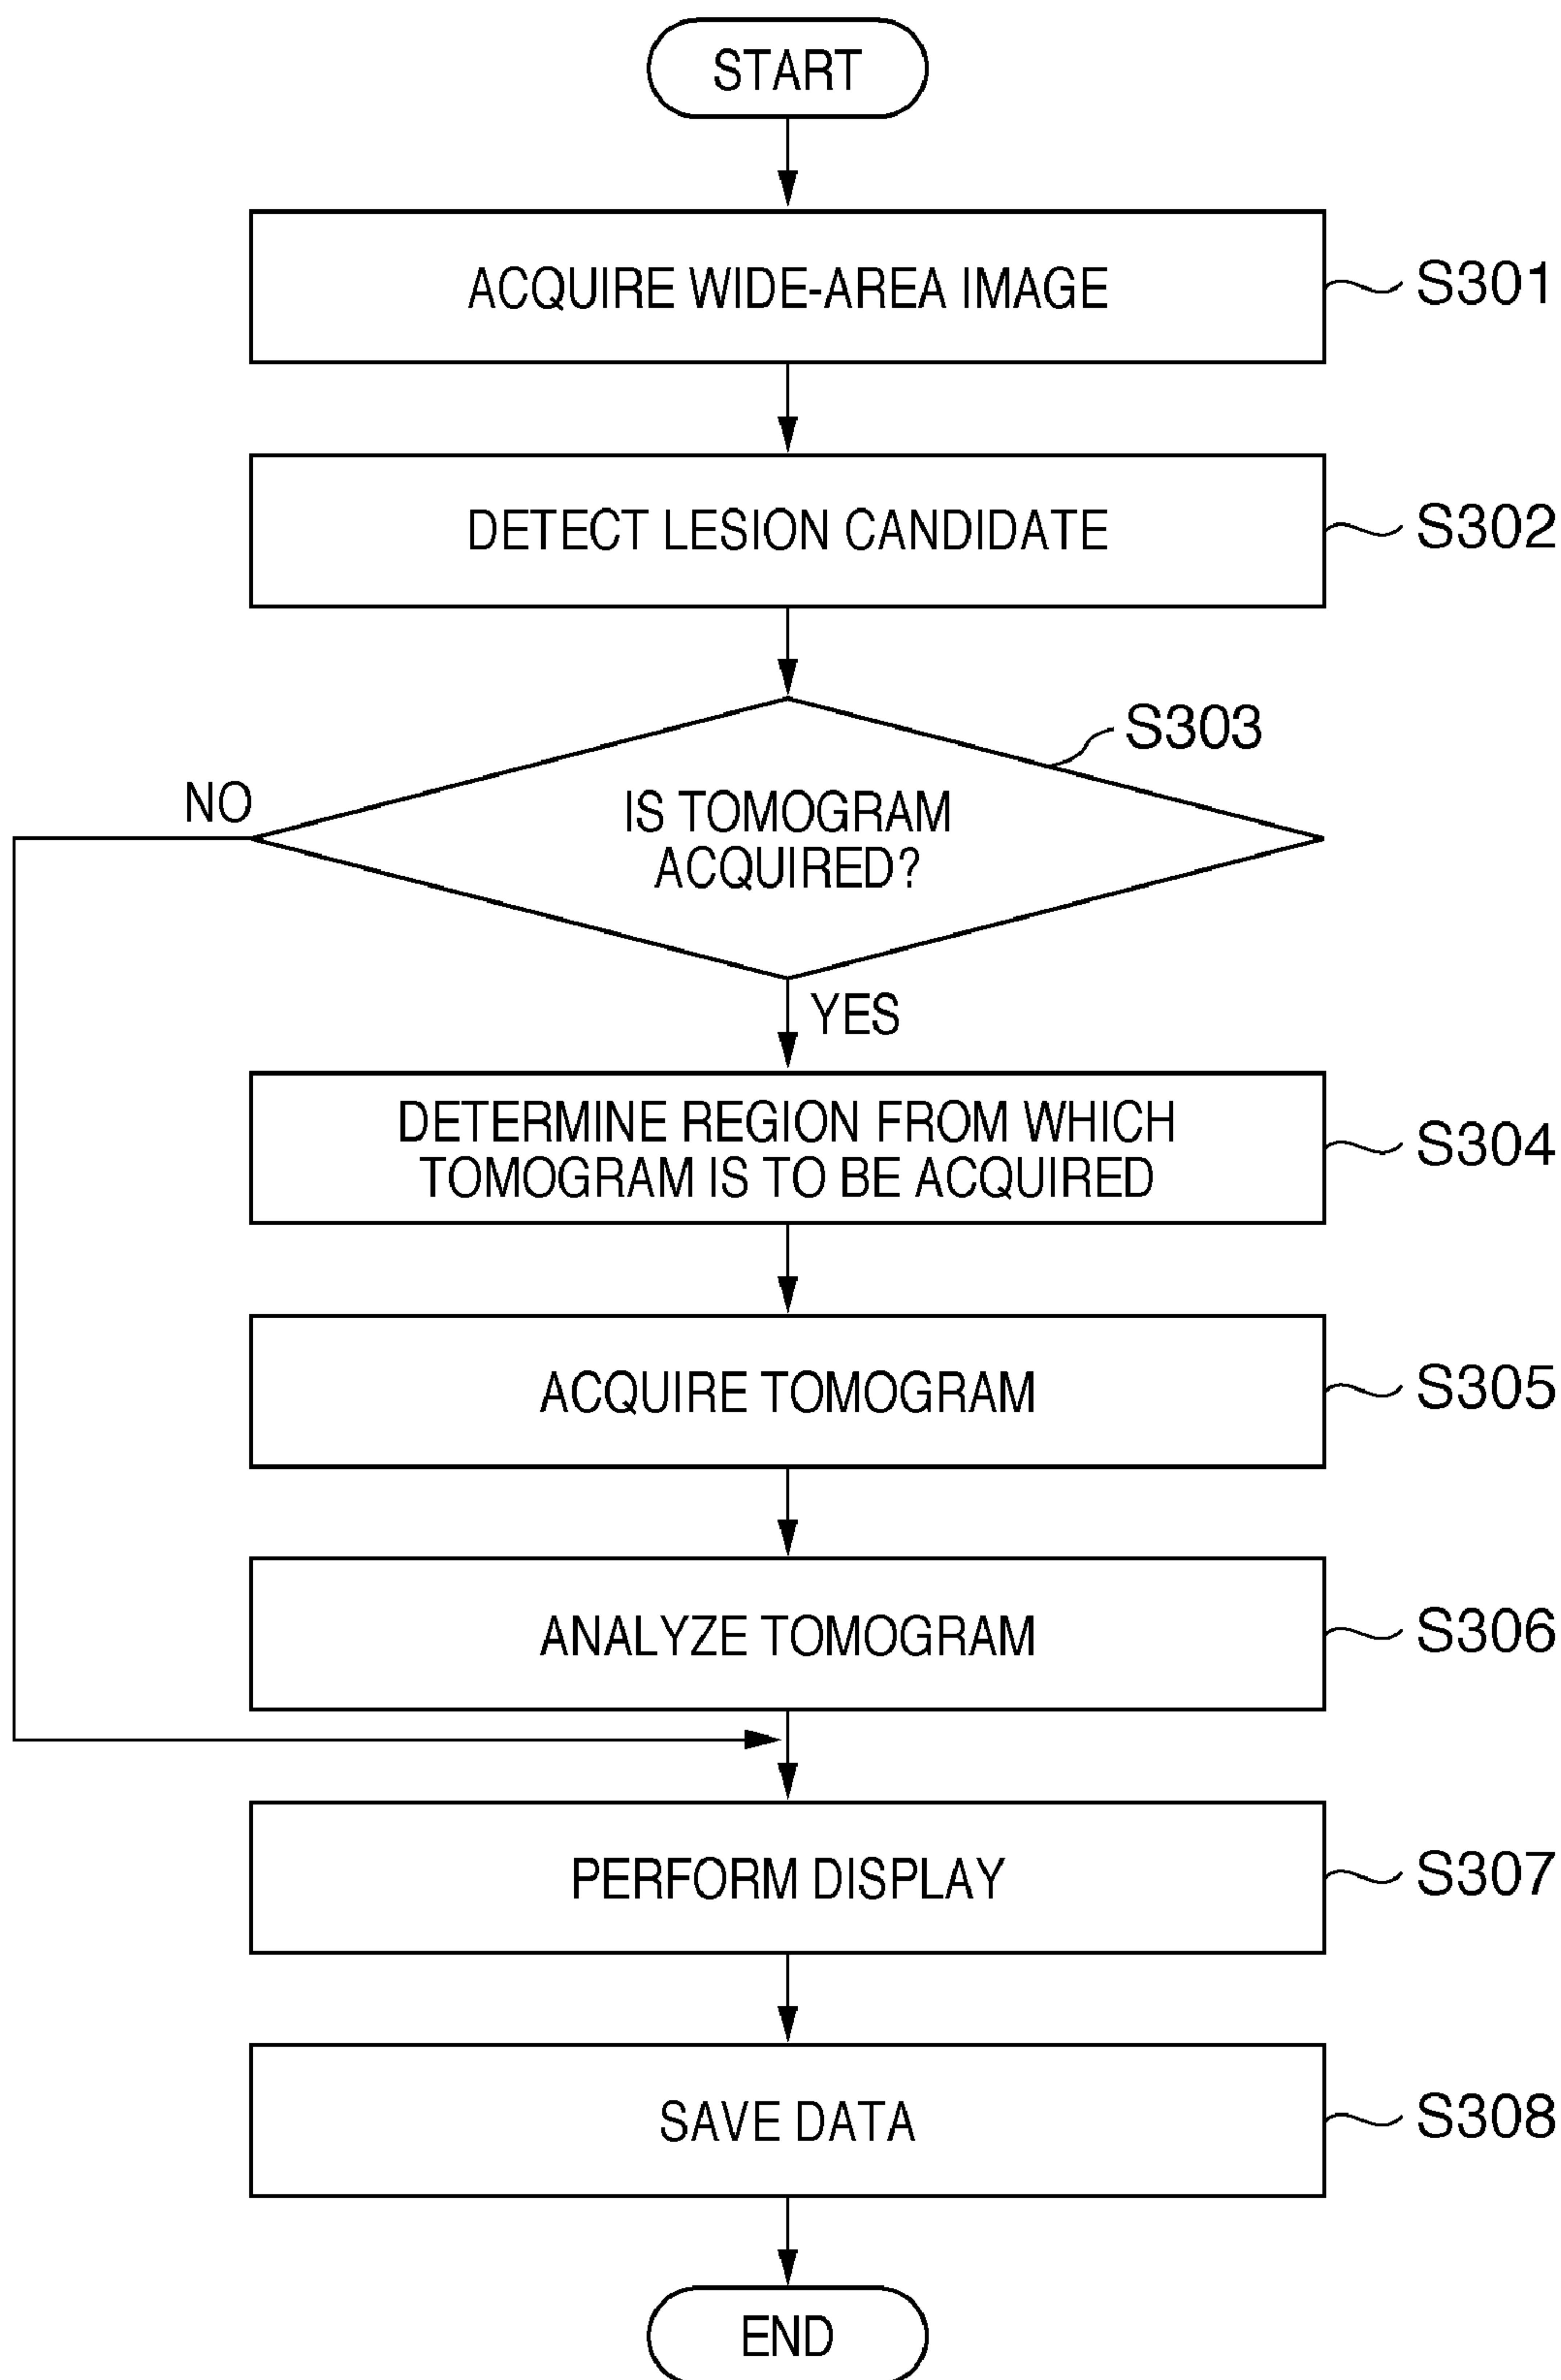 START
ACQUIRE WIDE-AREA IMAGE
S301
DETECT LESION CANDIDATE
S302
S303
NO
IS TOMOGRAM
ACQUIRED?
YES
DETERMINE REGION FROM WHICH
TOMOGRAM IS TO BE ACQUIRED
S304
ACQUIRE TOMOGRAM
S305
ANALYZE TOMOGRAM
S306
PERFORM DISPLAY
S307
SAVE DATA
S308
END